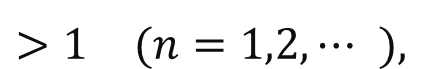 > 1 (n = 1,2, ⋯ ),